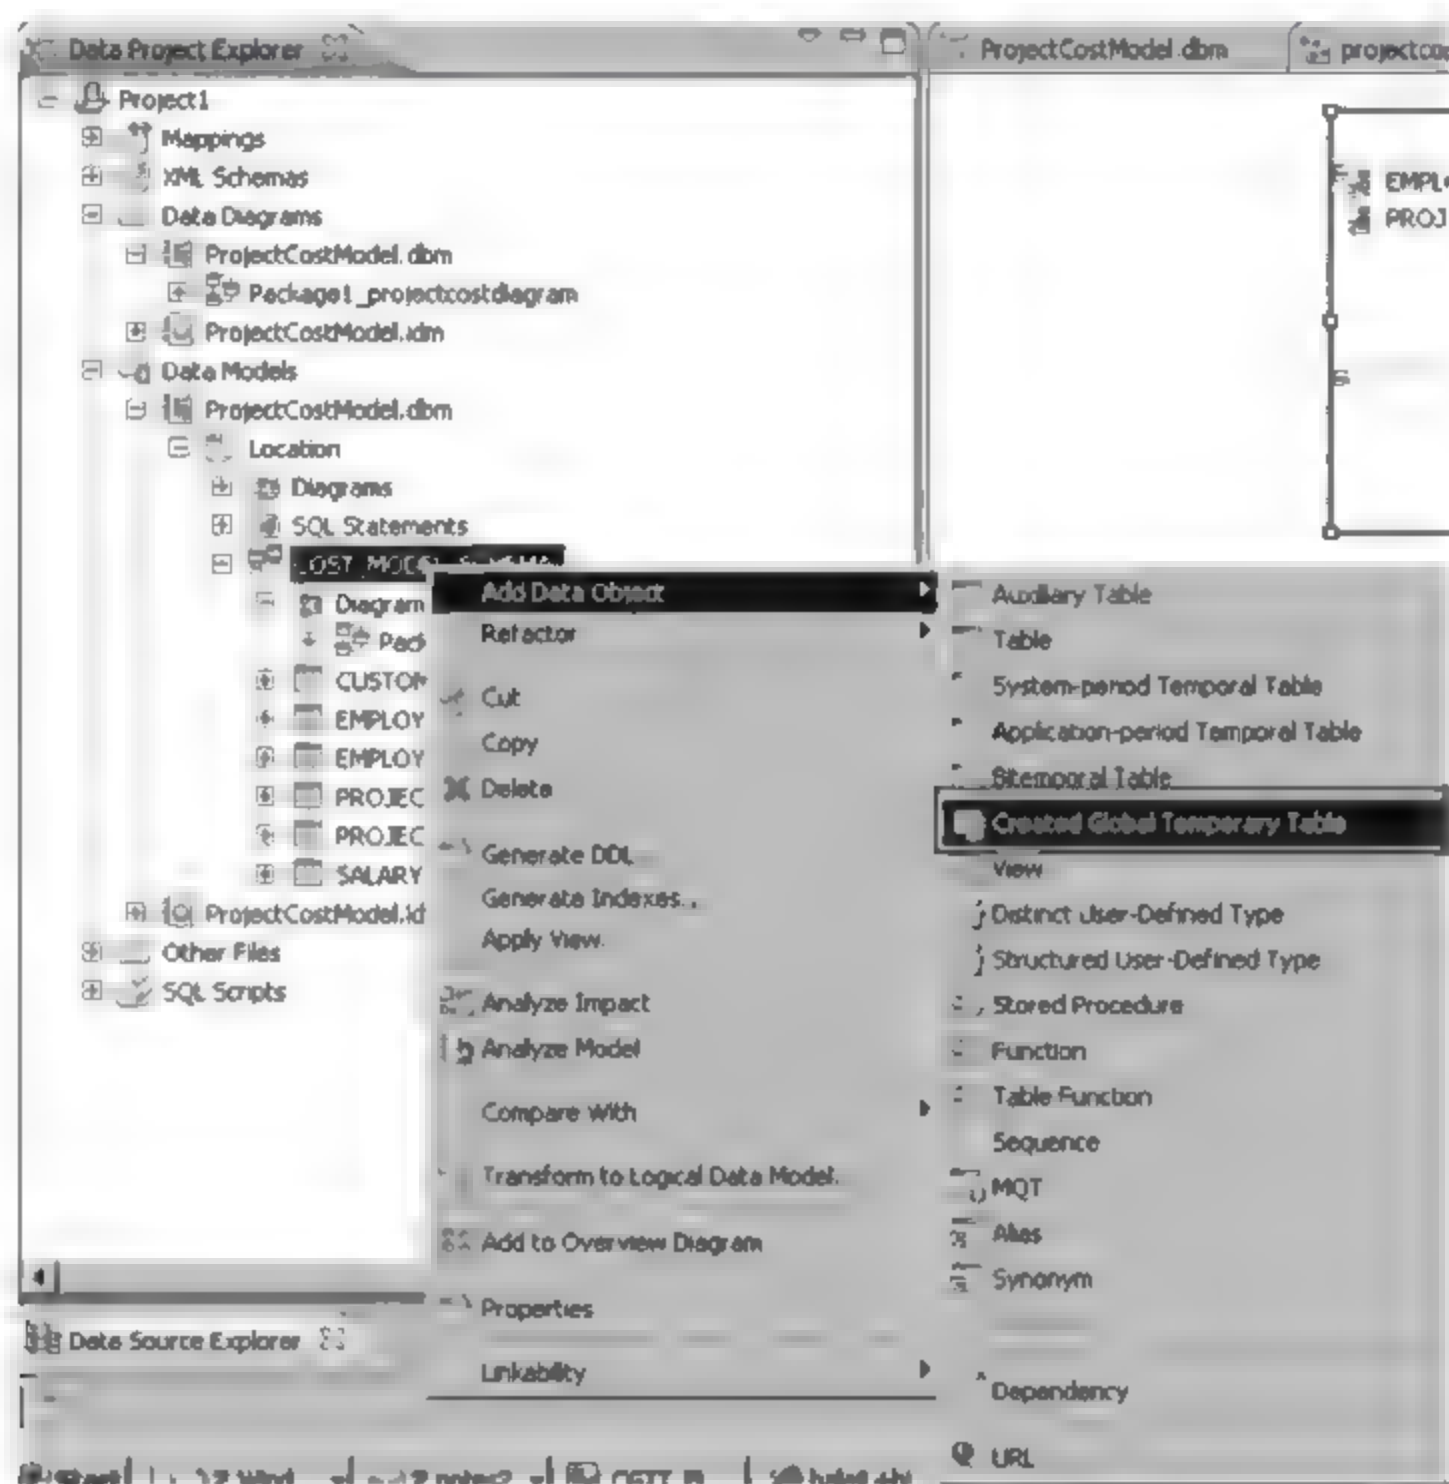 Data Project Explorer
ProjectCostModel.dbm
Project1
Mappings
XML Schemas
Data Diagrams
ProjectCostModel.dbm
Package1_projectcostdiagram
ProjectCostModel.ldm
Data Models
ProjectCostModel.dbm
Location
Diagrams
SQL Statements
Diagram
Pack
CUSTOM
EMPLOY
EMPLOY
PROJEC
PROJEC
SALARY
ProjectCostModel.ld
Other Files
SQL Scripts
EMPL
PROJ
Add Data Object
Refactor
Cut
Copy
Delete
Generate DDL...
Generate Indexes...
Apply View
Analyze Impact
Analyze Model
Compare With
Transform to Logical Data Model.
Add to Overview Diagram
Properties
Linkability
Auxiliary Table
Table
System-period Temporal Table
Application-period Temporal Table
Bitemporal Table
Created Global Temporary Table
View
Distinct User-Defined Type
Structured User-Defined Type
Stored Procedure
Function
Table Function
Sequence
MQT
Alias
Synonym
Dependency
URL
Data Source Explorer